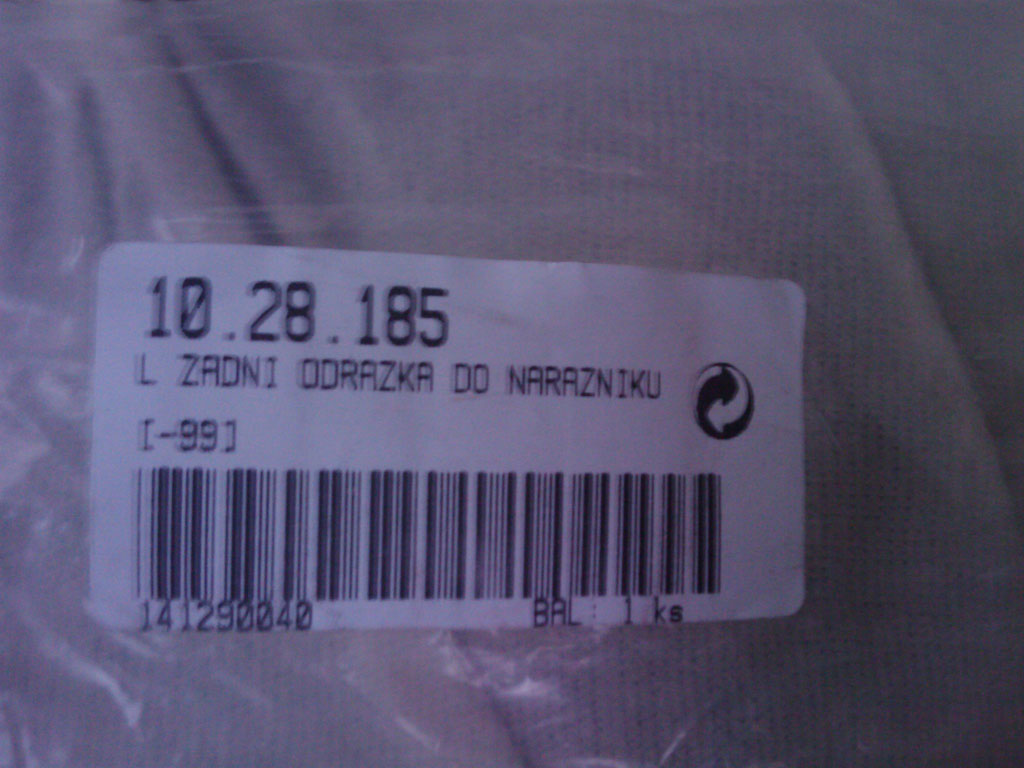 10.28.185
L ZADNI ODRAZKA DO NARAZNIKU
[-99]
141290040 BAL: 1 ks